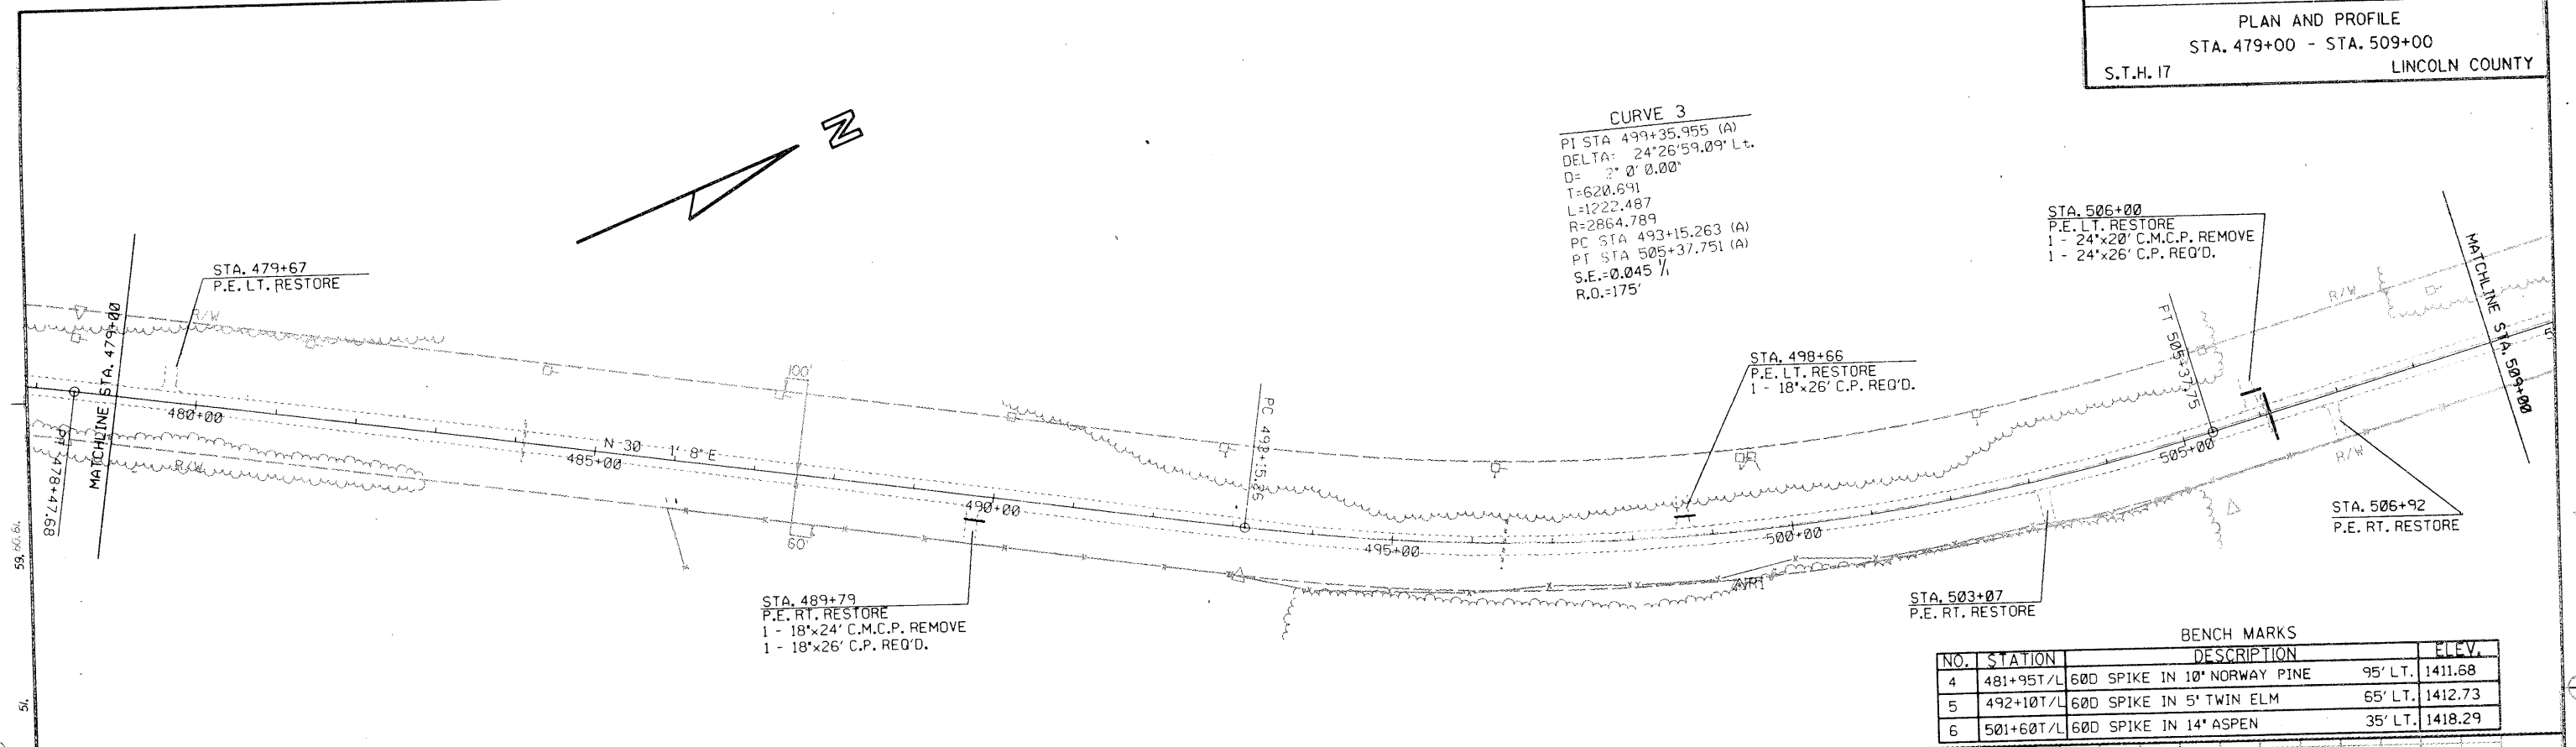 PLAN AND PROFILE
STA. 479+00 - STA. 509+00
S.T.H. 17 LINCOLN COUNTY
N
CURVE 3
PI STA 499+35.955 (A)
DELTA: 24°26'59.09" Lt.
D= 2° 0' 0.00"
T=620.691
L=1222.487
R=2864.789
PC STA 493+15.263 (A)
PT STA 505+37.751 (A)
S.E.=0.045 '/,
R.O.=175'
STA. 506+00
P.E. LT. RESTORE
1 - 24"x20' C.M.C.P. REMOVE
1 - 24"x26' C.P. REQ'D.
STA. 479+67
P.E. LT. RESTORE
MATCHLINE STA. 479+00
R/W
R/W
PT 478+47.68
480+00
485+00
N 30 1' 8" E
100'
60'
490+00
PC 493+15.26
495+00
STA. 498+66
P.E. LT. RESTORE
1 - 18"x26' C.P. REQ'D.
500+00
505+00
PT 505+37.75
R/W
R/W
MATCHLINE STA. 509+00
STA. 506+92
P.E. RT. RESTORE
STA. 503+07
P.E. RT. RESTORE
STA. 489+79
P.E. RT. RESTORE
1 - 18"x24' C.M.C.P. REMOVE
1 - 18"x26' C.P. REQ'D.
BENCH MARKS
NO. STATION DESCRIPTION ELEV.
4 481+95T/L 60D SPIKE IN 10" NORWAY PINE 95' LT. 1411.68
5 492+10T/L 60D SPIKE IN 5" TWIN ELM 65' LT. 1412.73
6 501+60T/L 60D SPIKE IN 14" ASPEN 35' LT. 1418.29
59, 60, 61,
51,